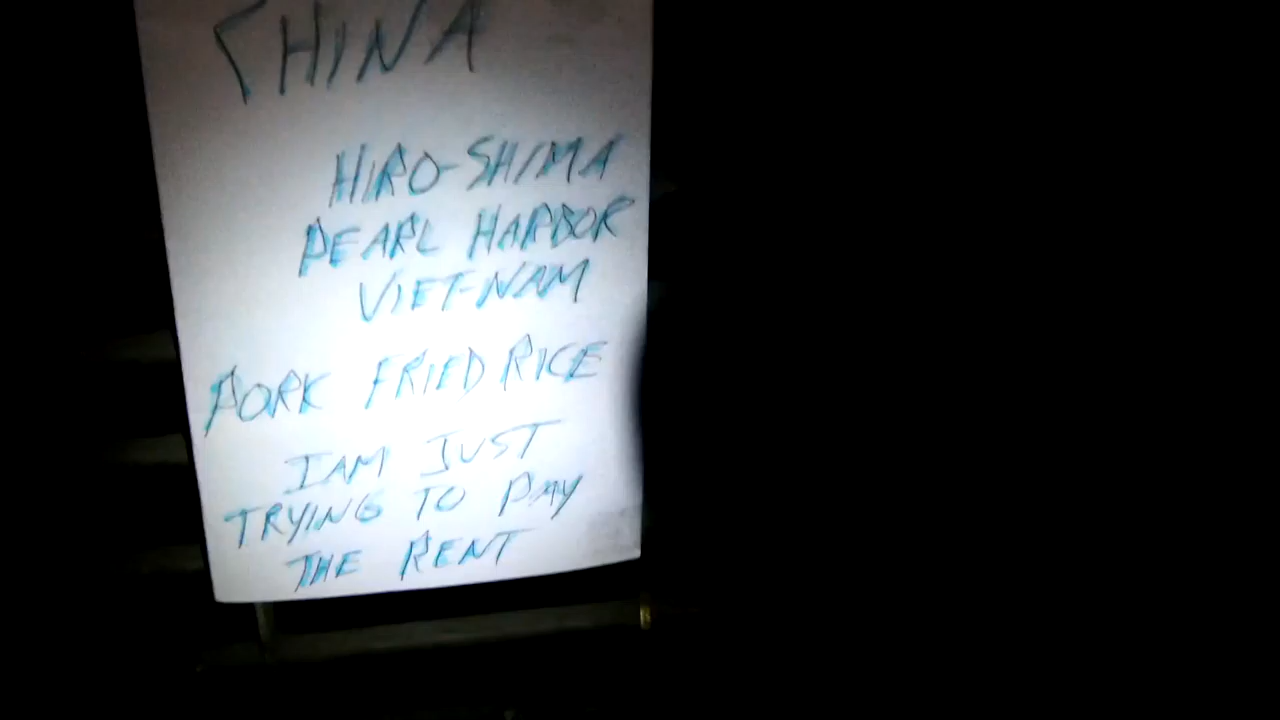 CHINA
HIRO-SHIMA
PEARL HARBOR
VIET-NAM
PORK FRIED RICE
I AM JUST
TRYING TO PAY
THE RENT